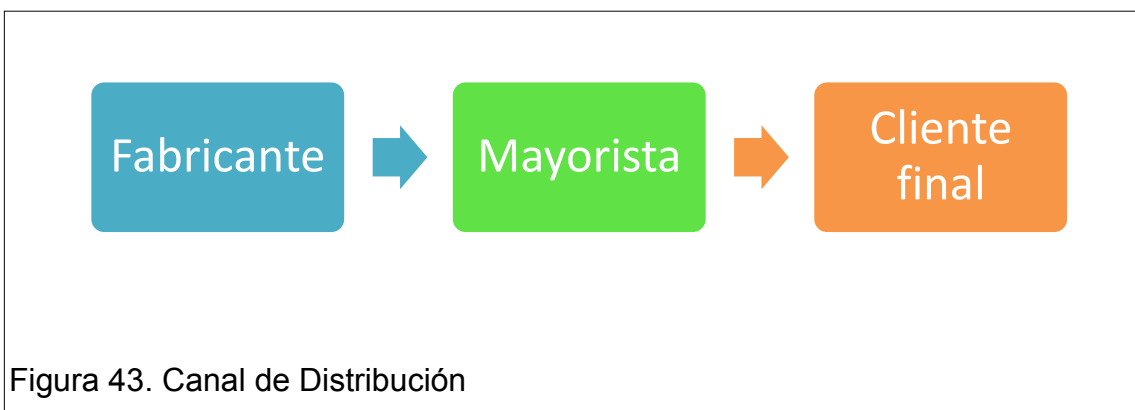 Fabricante
Mayorista
Cliente
final
Figura 43. Canal de Distribución